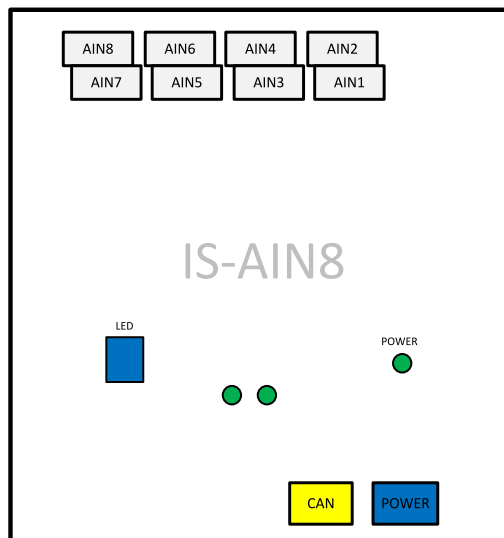 AIN8 AIN6 AIN4 AIN2
AIN7 AIN5 AIN3 AIN1
IS-AIN8
LED
POWER
CAN POWER